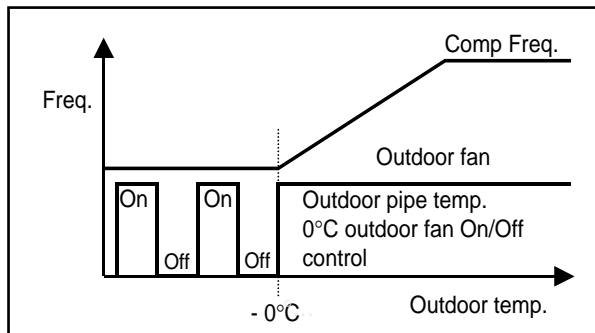 Comp Freq.
Freq.
Outdoor fan
On
On
Off
Off
Outdoor pipe temp.
0°C outdoor fan On/Off
control
- 0°C
Outdoor temp.